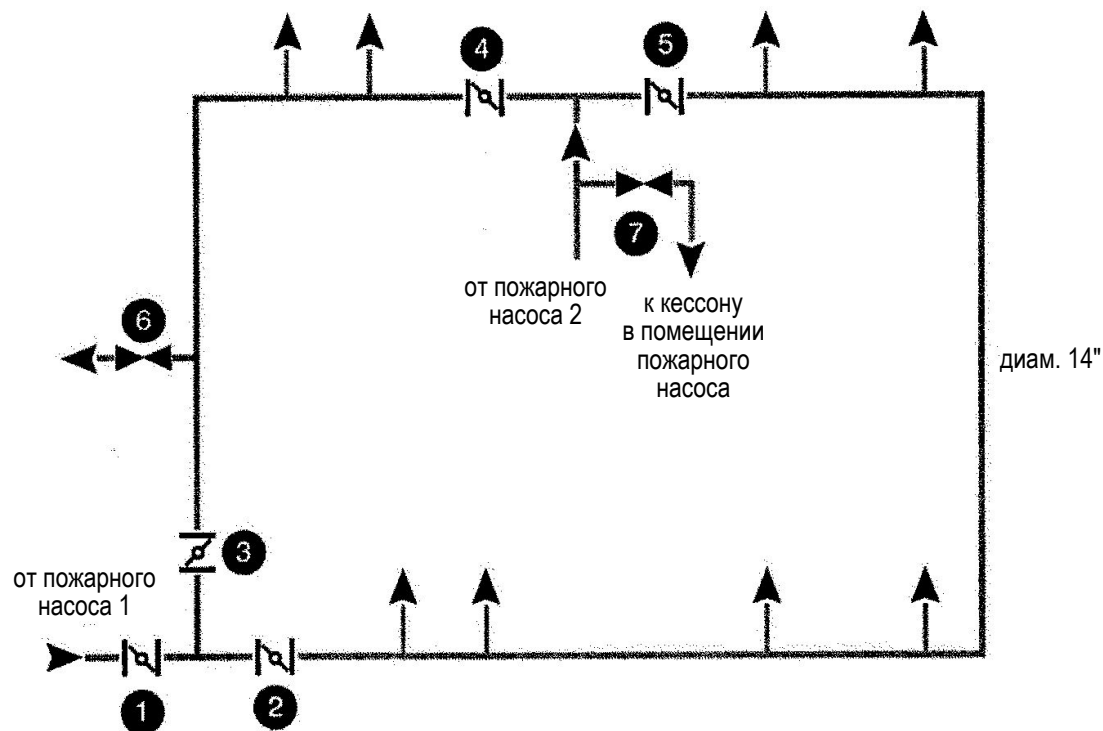 4
5
7
от пожарного
насоса 2
к кессону
в помещении
пожарного
насоса
6
диам. 14"
3
от пожарного
насоса 1
1
2